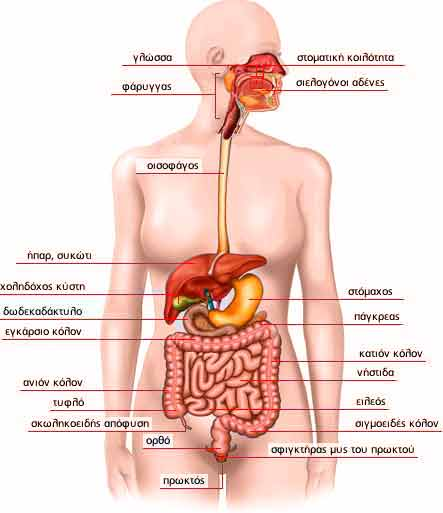 γλώσσα
στοματική κοιλότητα
φάρυγγας
σιελογόνοι αδένες
οισοφάγος
ήπαρ, συκώτι
χοληδόχος κύστη
στόμαχος
δωδεκαδάκτυλο
πάγκρεας
εγκάρσιο κόλον
κατιόν κόλον
νήστιδα
ανιόν κόλον
τυφλό
ειλεός
σκωληκοειδής απόφυση
σιγμοειδές κόλον
ορθό
σφιγκτήρας μυς του πρωκτού
πρωκτός